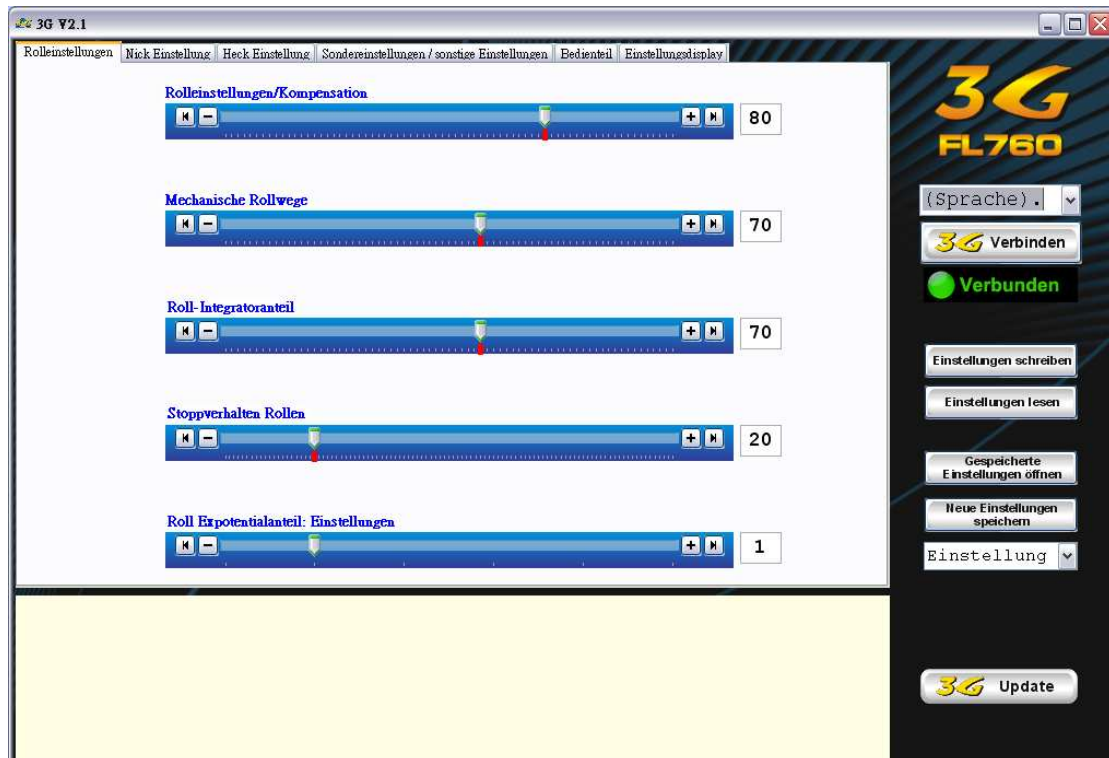 3G V2.1
Rolleinstellungen Nick Einstellung Heck Einstellung Sondereinstellungen / sonstige Einstellungen Bedienteil Einstellungsdisplay
Rolleinstellungen/Kompensation
80
Mechanische Rollwege
70
Roll-Integratoranteil
70
Stoppverhalten Rollen
20
Roll Expotentialanteil: Einstellungen
1
3G
FL760
(Sprache).
3G Verbinden
Verbunden
Einstellungen schreiben
Einstellungen lesen
Gespeicherte
Einstellungen öffnen
Neue Einstellungen
speichern
Einstellung
3G Update